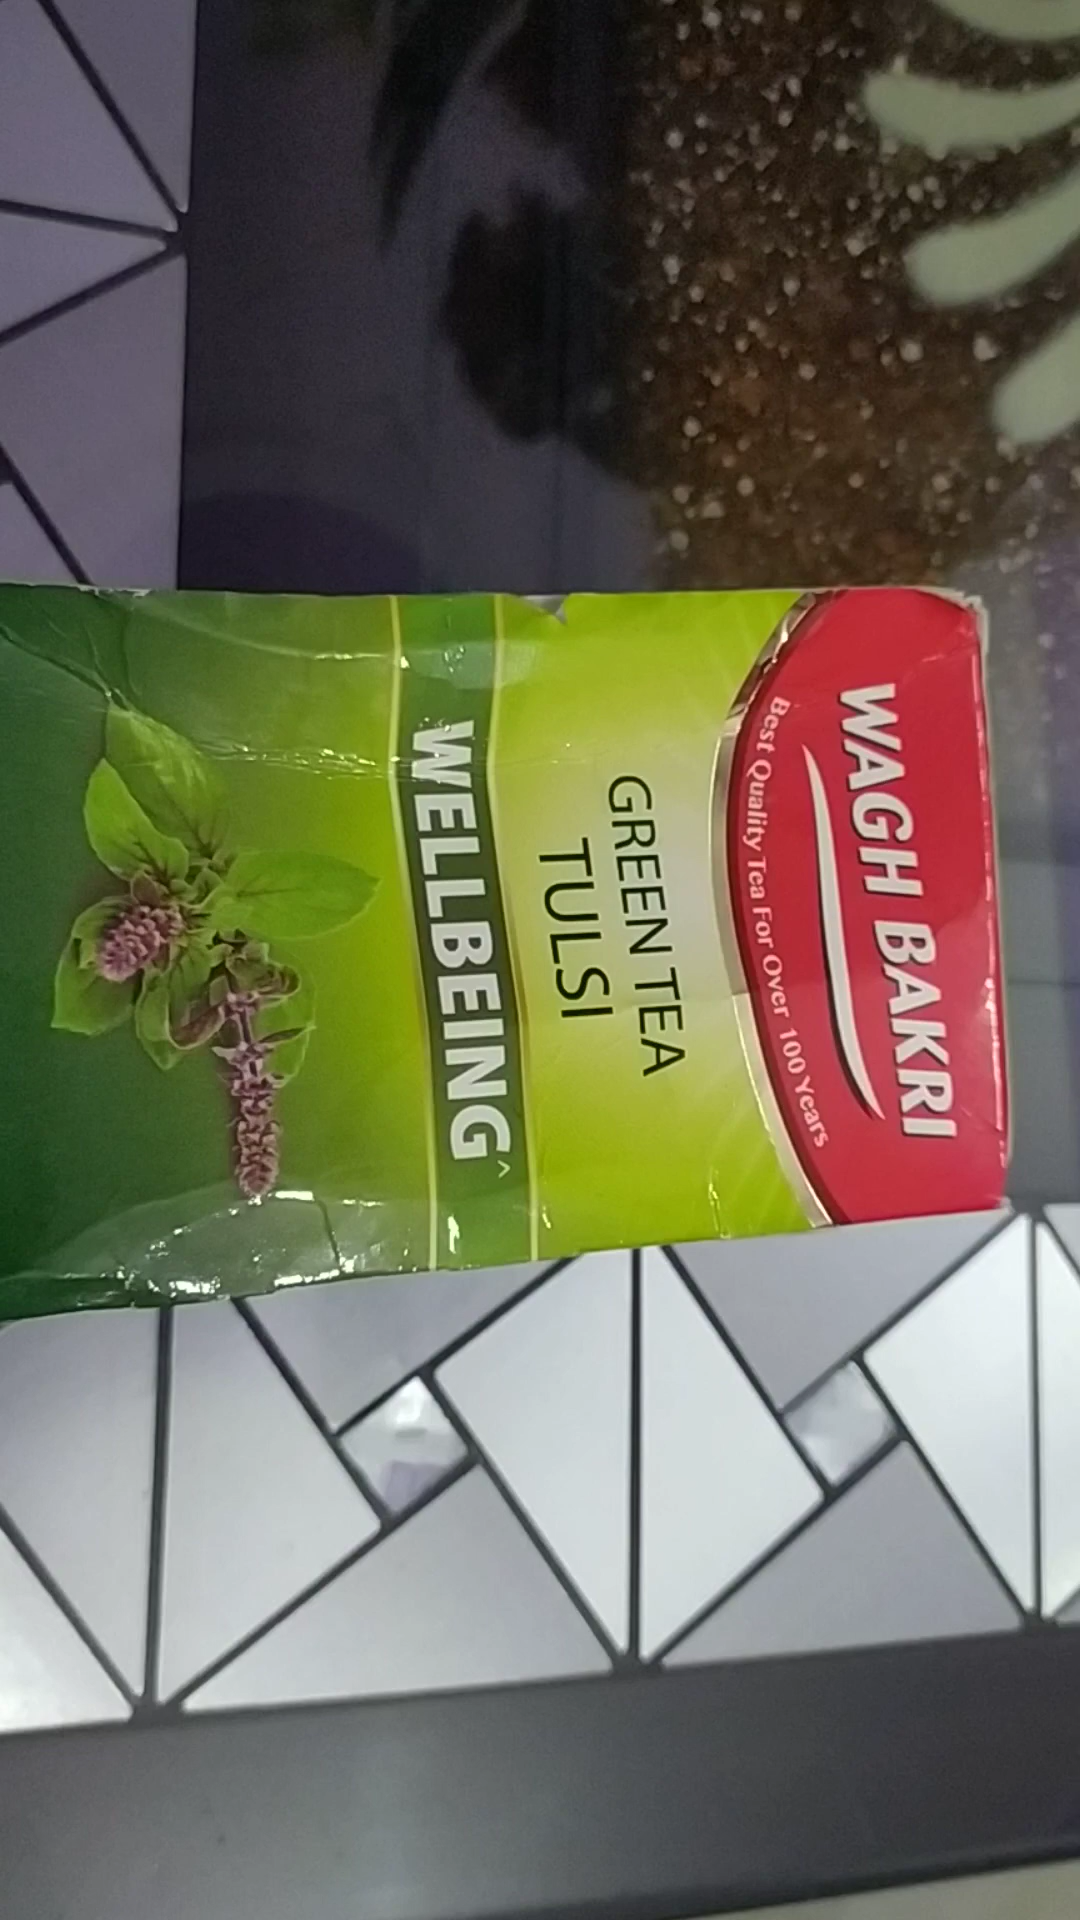 WAGH BAKRI
Best Quality Tea For Over 100 Years
GREEN TEA
TULSI
WELLBEING^